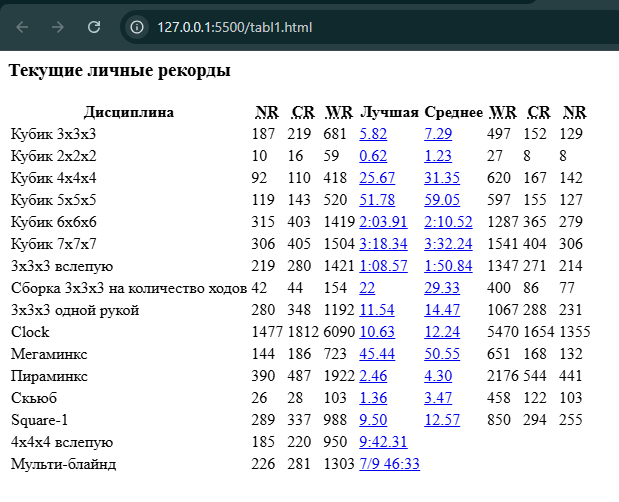 127.0.0.1:5500/tabl1.html
Текущие личные рекорды
Дисциплина NR CR WR Лучшая Среднее WR CR NR
Кубик 3x3x3 187 219 681 5.82 7.29 497 152 129
Кубик 2x2x2 10 16 59 0.62 1.23 27 8 8
Кубик 4x4x4 92 110 418 25.67 31.35 620 167 142
Кубик 5x5x5 119 143 520 51.78 59.05 597 155 127
Кубик 6x6x6 315 403 1419 2:03.91 2:10.52 1287 365 279
Кубик 7x7x7 306 405 1504 3:18.34 3:32.24 1541 404 306
3x3x3 вслепую 219 280 1421 1:08.57 1:50.84 1347 271 214
Сборка 3x3x3 на количество ходов 42 44 154 22 29.33 400 86 77
3x3x3 одной рукой 280 348 1192 11.54 14.47 1067 288 231
Clock 1477 1812 6090 10.63 12.24 5470 1654 1355
Мегаминкс 144 186 723 45.44 50.55 651 168 132
Пираминкс 390 487 1922 2.46 4.30 2176 544 441
Скьюб 26 28 103 1.36 3.47 458 122 103
Square-1 289 337 988 9.50 12.57 850 294 255
4x4x4 вслепую 185 220 950 9:42.31
Мульти-блайнд 226 281 1303 7/9 46:33